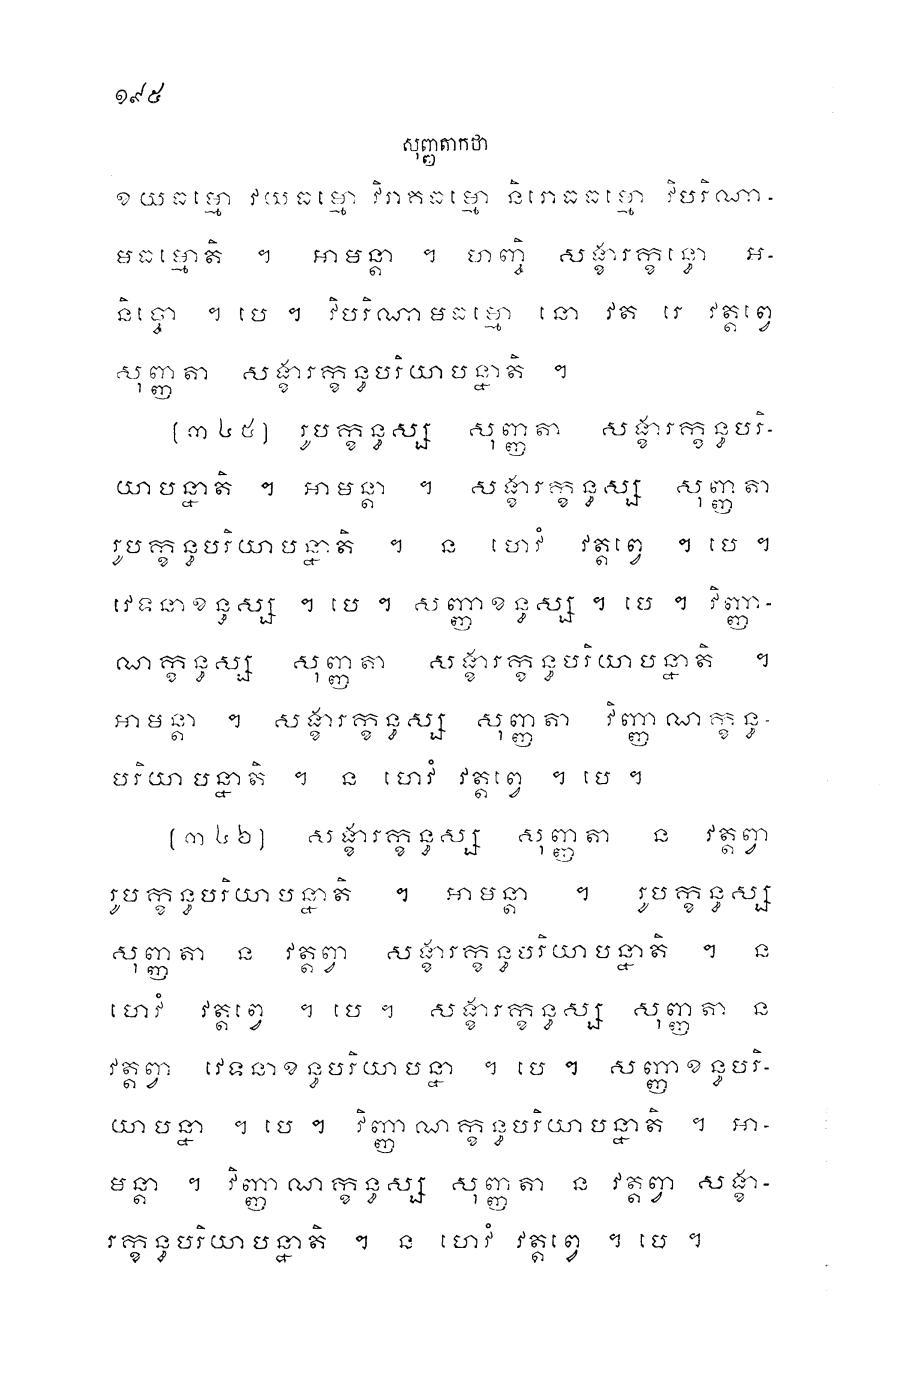 ១៩៥
សុញ្ញតាកថា
ខយធម្មោ វយធម្មោ វិរាគធម្មោ និរោធធម្មោ វិបរិណា-
មធម្មោតិ ។ អាមន្តា ។ ហញ្ចិ សង្ខារក្ខន្ធោ អ-
និច្ចោ ។ បេ ។ វិបរិណាមធម្មោ នោ វត រេ វត្តព្វេ
សុញ្ញតា សង្ខារក្ខន្ធបរិយាបន្នាតិ ។
(៣៤៥) រូបក្ខន្ធស្ស សុញ្ញតា សង្ខារក្ខន្ធបរិ-
យាបន្នាតិ ។ អាមន្តា ។ សង្ខារក្ខន្ធស្ស សុញ្ញតា
រូបក្ខន្ធបរិយាបន្នាតិ ។ ន ហេវំ វត្តព្វេ ។ បេ ។
វេទនាខន្ធស្ស ។ បេ ។ សញ្ញាខន្ធស្ស ។ បេ ។ វិញ្ញា-
ណក្ខន្ធស្ស សុញ្ញតា សង្ខារក្ខន្ធបរិយាបន្នាតិ ។
អាមន្តា ។ សង្ខារក្ខន្ធស្ស សុញ្ញតា វិញ្ញាណក្ខន្ធ-
បរិយាបន្នាតិ ។ ន ហេវំ វត្តព្វេ ។ បេ ។
(៣៤៦) សង្ខារក្ខន្ធស្ស សុញ្ញតា ន វត្តព្វា
រូបក្ខន្ធបរិយាបន្នាតិ ។ អាមន្តា ។ រូបក្ខន្ធស្ស
សុញ្ញតា ន វត្តព្វា សង្ខារក្ខន្ធបរិយាបន្នាតិ ។ ន
ហេវំ វត្តព្វេ ។ បេ ។ សង្ខារក្ខន្ធស្ស សុញ្ញតា ន
វត្តព្វា វេទនាខន្ធបរិយាបន្នា ។ បេ ។ សញ្ញាខន្ធបរិ-
យាបន្នា ។ បេ ។ វិញ្ញាណក្ខន្ធបរិយាបន្នាតិ ។ អា-
មន្តា ។ វិញ្ញាណក្ខន្ធស្ស សុញ្ញតា ន វត្តព្វា សង្ខា-
រក្ខន្ធបរិយាបន្នាតិ ។ ន ហេវំ វត្តព្វេ ។ បេ ។